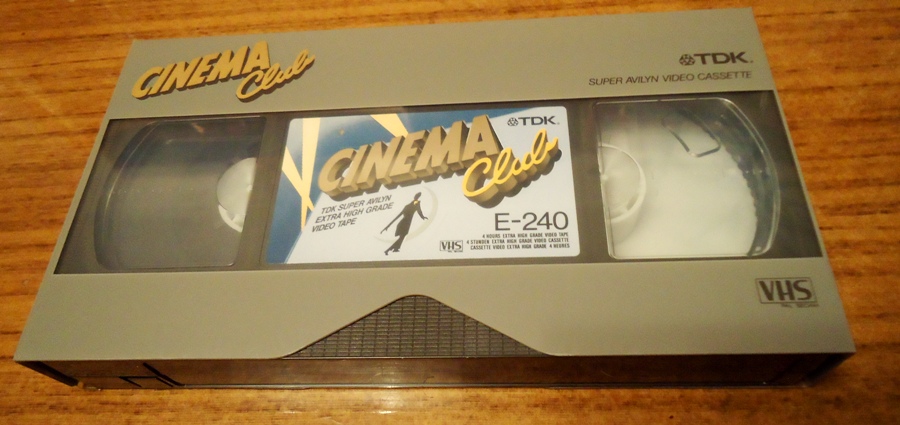 CINEMA
Club
TDK.
SUPER AVILYN VIDEO CASSETTE
TDK.
CINEMA
Club
TDK SUPER AVILYN
EXTRA HIGH GRADE
VIDEO TAPE
E-240
VHS
4 HOURS EXTRA HIGH GRADE VIDEO TAPE
4 STUNDEN EXTRA HIGH GRADE VIDEO CASSETTE
CASSETTE VIDEO EXTRA HIGH GRADE 4 HEURES
VHS